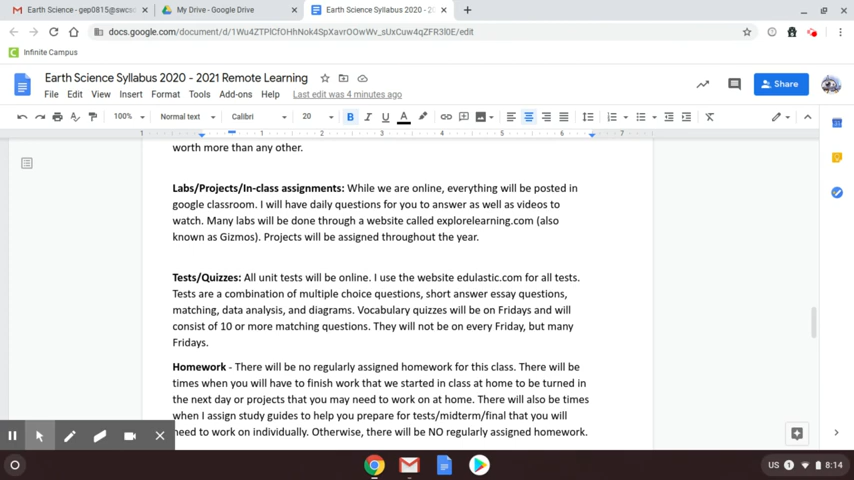 Earth Science - gep0815@swcsc
My Drive - Google Drive
Earth Science Syllabus 2020 - 20
docs.google.com/document/d/1Wu4ZTPlCfOHhNok4SpXavrOOwWv_sUxCuw4qZFR3l0E/edit
Infinite Campus
Earth Science Syllabus 2020 - 2021 Remote Learning
File Edit View Insert Format Tools Add-ons Help Last edit was 4 minutes ago
Share
100% Normal text Calibri 20 B I U A
1 1 2 3 4 5 6 7
worth more than any other.
Labs/Projects/In-class assignments: While we are online, everything will be posted in
google classroom. I will have daily questions for you to answer as well as videos to
watch. Many labs will be done through a website called explorelearning.com (also
known as Gizmos). Projects will be assigned throughout the year.
Tests/Quizzes: All unit tests will be online. I use the website edulastic.com for all tests.
Tests are a combination of multiple choice questions, short answer essay questions,
matching, data analysis, and diagrams. Vocabulary quizzes will be on Fridays and will
consist of 10 or more matching questions. They will not be on every Friday, but many
Fridays.
Homework - There will be no regularly assigned homework for this class. There will be
times when you will have to finish work that we started in class at home to be turned in
the next day or projects that you may need to work on at home. There will also be times
when I assign study guides to help you prepare for tests/midterm/final that you will
need to work on individually. Otherwise, there will be NO regularly assigned homework.
US 1 8:14